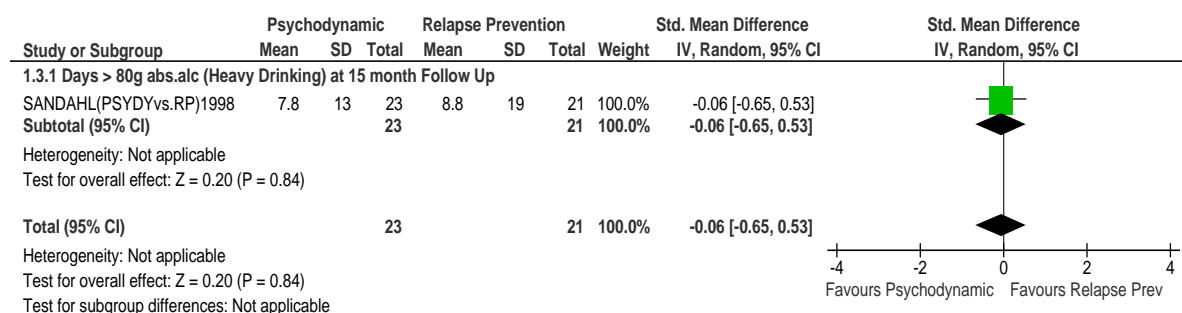 Psychodynamic Relapse Prevention Std. Mean Difference Std. Mean Difference
Study or Subgroup Mean SD Total Mean SD Total Weight IV, Random, 95% CI IV, Random, 95% CI
1.3.1 Days > 80g abs.alc (Heavy Drinking) at 15 month Follow Up
SANDAHL(PSYDYvs.RP)1998 7.8 13 23 8.8 19 21 100.0% -0.06 [-0.65, 0.53]
Subtotal (95% CI) 23 21 100.0% -0.06 [-0.65, 0.53]
Heterogeneity: Not applicable
Test for overall effect: Z = 0.20 (P = 0.84)
Total (95% CI) 23 21 100.0% -0.06 [-0.65, 0.53]
Heterogeneity: Not applicable
Test for overall effect: Z = 0.20 (P = 0.84)
Test for subgroup differences: Not applicable
-4 -2 0 2 4
Favours Psychodynamic Favours Relapse Prev